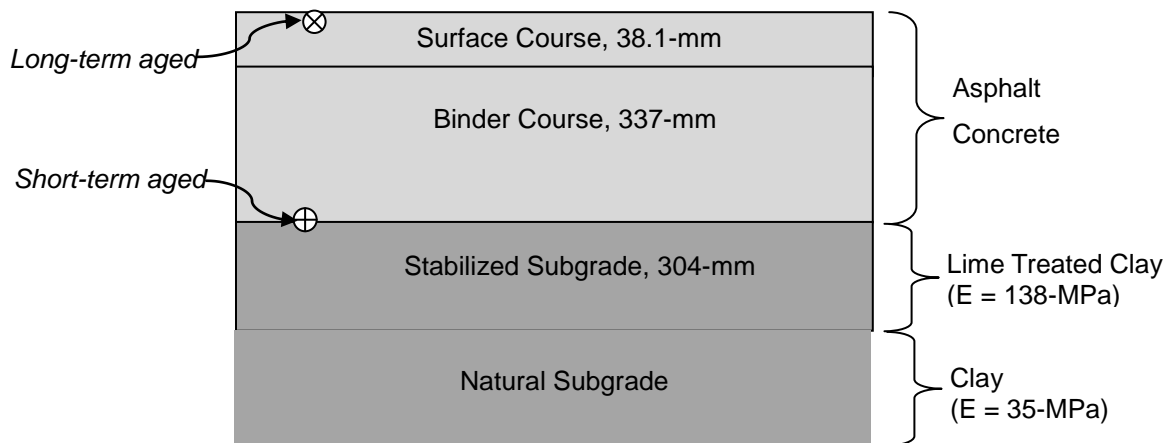 Surface Course, 38.1-mm
Long-term aged
Asphalt
Concrete
Binder Course, 337-mm
Short-term aged
Stabilized Subgrade, 304-mm
Lime Treated Clay
(E = 138-MPa)
Natural Subgrade
Clay
(E = 35-MPa)